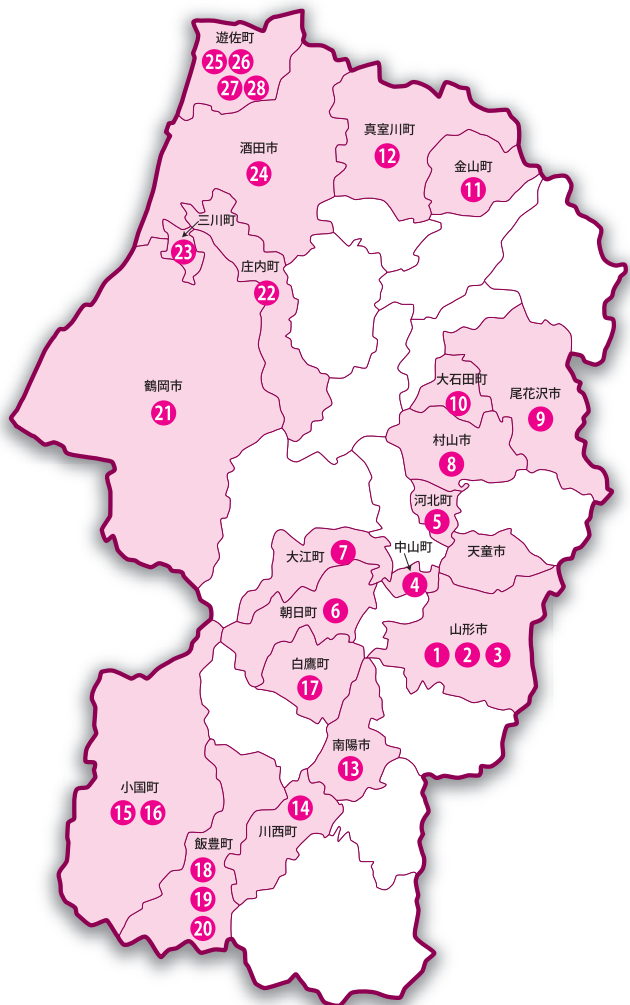 遊佐町
25 26
27 28
真室川町
12
酒田市
24
金山町
11
三川町
23
庄内町
22
鶴岡市
21
大石田町
10
尾花沢市
9
村山市
8
河北町
5
大江町 7
中山町
4
天童市
朝日町 6
山形市
1 2 3
白鷹町
17
南陽市
13
小国町
15 16
14
川西町
飯豊町
18
19
20